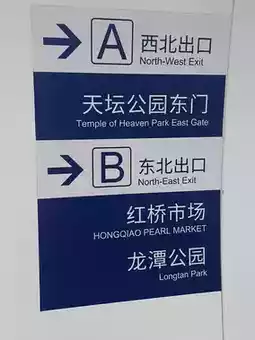 A 西北出口
North-West Exit
天坛公园东门
Temple of Heaven Park East Gate
B 东北出口
North-East Exit
红桥市场
HONGQIAO PEARL MARKET
龙潭公园
Longtan Park